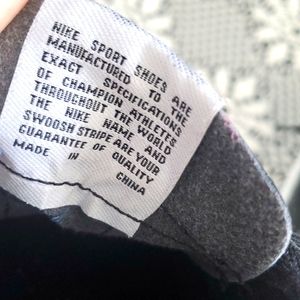 NIKE SPORT SHOES ARE
MANUFACTURED TO THE
EXACT SPECIFICATIONS
OF CHAMPION ATHLETES
THROUGHOUT THE WORLD
THE NIKE NAME AND
SWOOSH STRIPE ARE YOUR
GUARANTEE OF QUALITY
MADE IN
CHINA